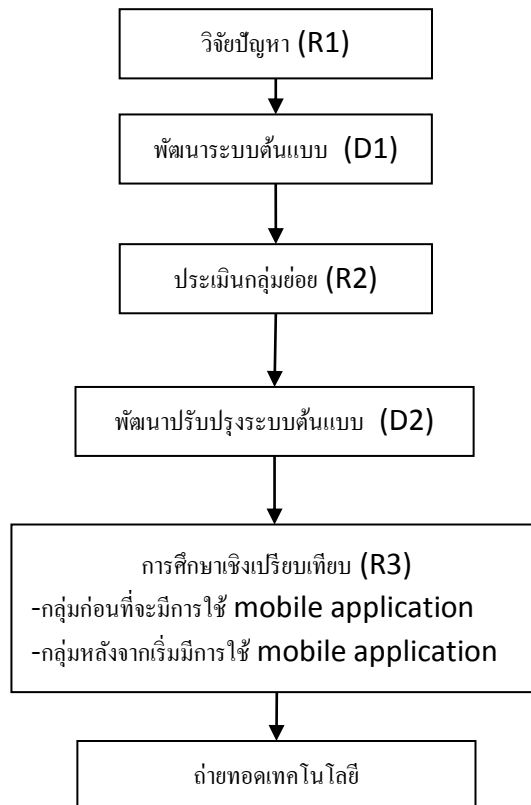 วิจัยปัญหา (R1)
พัฒนาระบบต้นแบบ (D1)
ประเมินกลุ่มย่อย (R2)
พัฒนาปรับปรุงระบบต้นแบบ (D2)
การศึกษาเชิงเปรียบเทียบ (R3)
-กลุ่มก่อนที่จะมีการใช้ mobile application
-กลุ่มหลังจากเริ่มมีการใช้ mobile application
ถ่ายทอดเทคโนโลยี